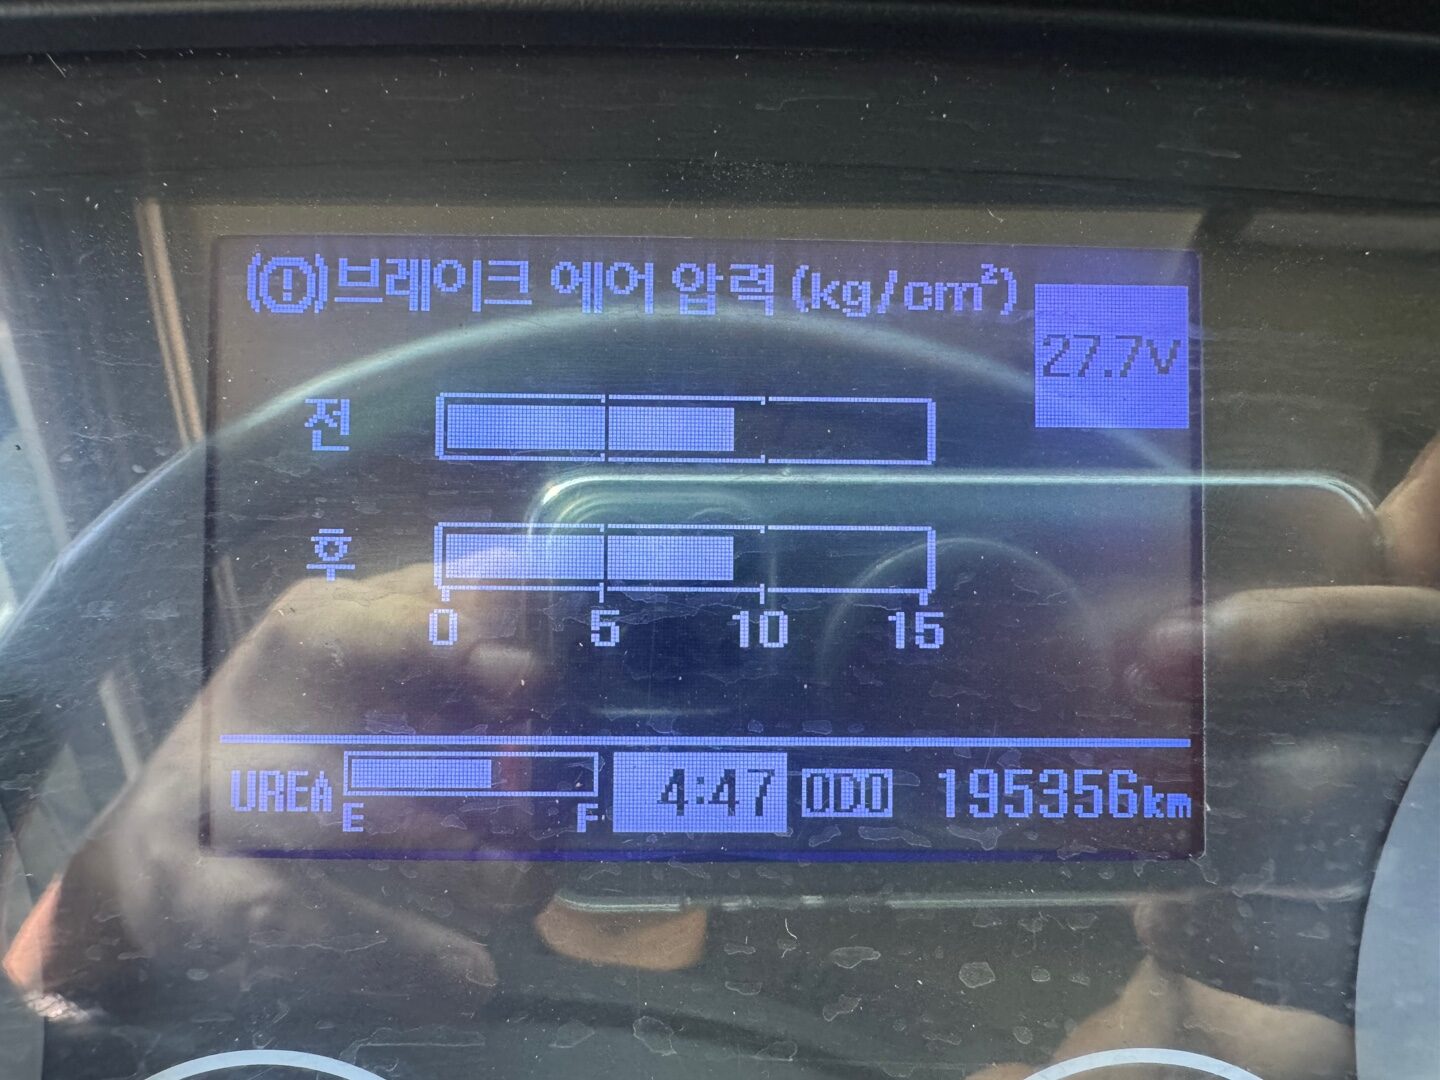 (!)브레이크 에어 압력 (kg/cm²)
27.7V
전
후
0 5 10 15
UREA E F 4:47 ODO 195356km